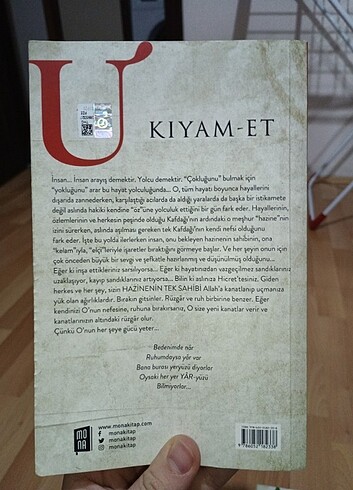 U
KIYAM-ET
İnsan... İnsan arayış demektir. Yolcu demektir. "Çokluğunu" bulmak için
"yokluğunu" arar bu hayat yolculuğunda... O, tüm hayatı boyunca hayallerini
dışarıda zannederken, karşılaştığı acılarda da aldığı yaralarda da başka bir istikamete
değil aslında hakiki kendine "öz"üne yolculuk ettiğini bir gün fark eder. Hayallerinin,
özlemlerinin ve herkesin peşinde olduğu Kafdağı'nın ardındaki o meşhur "hazine"nin
izini sürerken, aslında aşılması gereken tek Kafdağı'nın kendi nefsi olduğunu
fark eder. İşte bu yolda ilerlerken insan, onu bekleyen hazinenin sahibinin, ona
"kelam"ıyla, "elçi"leriyle işaretler bıraktığını görmeye başlar. Ve her şeyin onun için
çok önceden büyük bir sevgi ve şefkatle hazırlanmış ve düşünülmüş olduğunu...
Eğer ki inşa ettikleriniz sarsılıyorsa... Eğer ki hayatınızdan vazgeçilmez sandıklarınız
uzaklaşıyor, kayıp sandıklarınız artıyorsa... Bilin ki aslınıza Hicret'tesiniz. Giden
herkes ve her şey, sizin HAZİNENİN TEK SAHİBİ Allah'a kanatlanıp uçmanıza
yük olan ağırlıklardır. Bırakın gitsinler. Rüzgâr ve ruh birbirine benzer. Eğer
kendinizi O'nun nefesine, ruhuna bırakırsanız, O size yeni kanatlar verir ve
kanatlarınızın altındaki rüzgâr olur.
Çünkü O'nun her şeye gücü yeter...
Bedenimde nâr
Ruhumdaysa yâr var
Bana burası yeryüzü diyorlar
Oysaki her yer YÂR-yüzü
Bilmiyorlar...
MONA
www.monakitap.com
monakitap
monakitap
monakitap